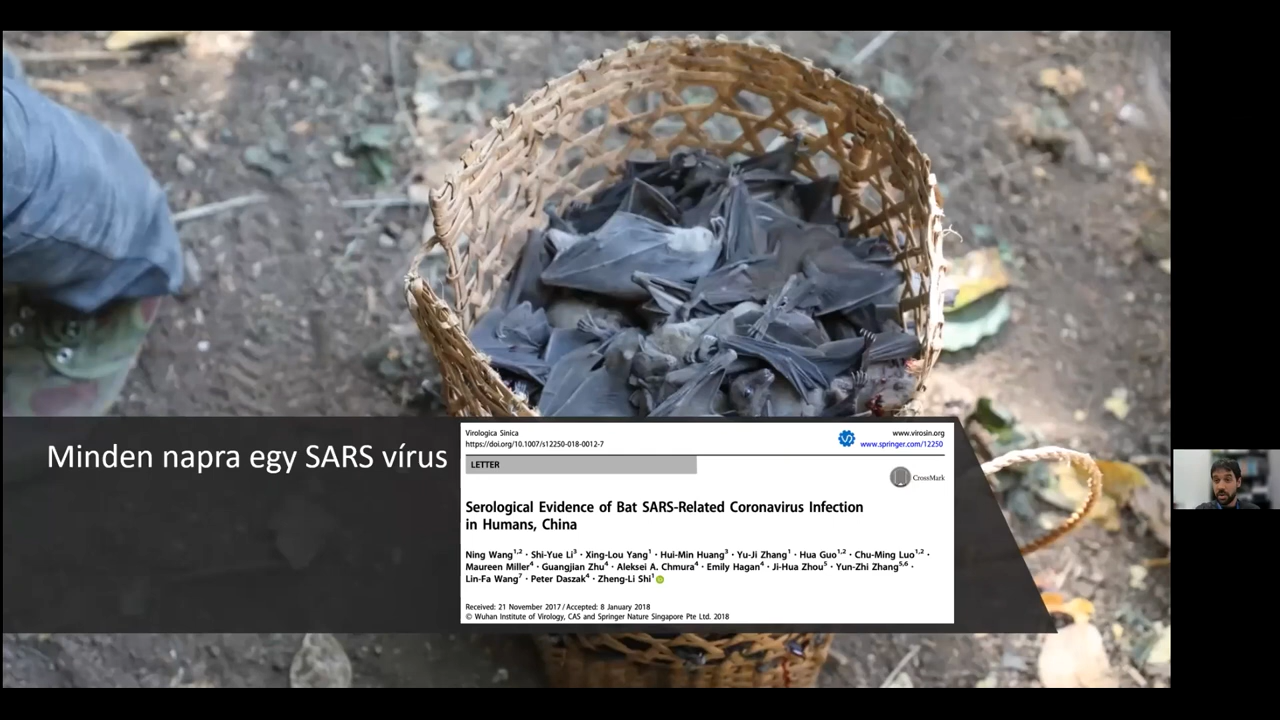 Minden napra egy SARS vírus
Virologica Sinica
https://doi.org/10.1007/s12250-018-0012-7
www.virosin.org
www.springer.com/12250
LETTER
CrossMark
Serological Evidence of Bat SARS-Related Coronavirus Infection
in Humans, China
Ning Wang1,2 · Shi-Yue Li3 · Xing-Lou Yang1 · Hui-Min Huang3 · Yu-Ji Zhang1 · Hua Guo1,2 · Chu-Ming Luo1,2 ·
Maureen Miller4 · Guangjian Zhu4 · Aleksei A. Chmura4 · Emily Hagan4 · Ji-Hua Zhou5 · Yun-Zhi Zhang5,6 ·
Lin-Fa Wang7 · Peter Daszak4 · Zheng-Li Shi1
Received: 21 November 2017 / Accepted: 8 January 2018
© Wuhan Institute of Virology, CAS and Springer Nature Singapore Pte Ltd. 2018